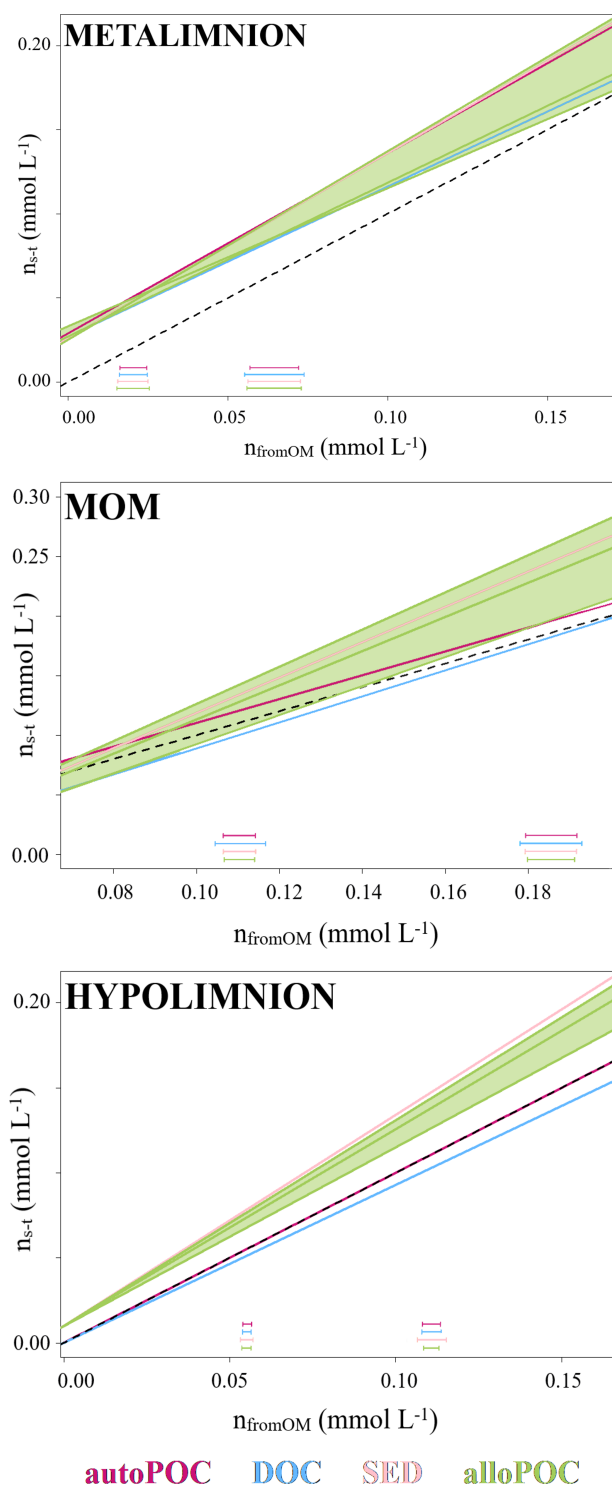 METALIMNION
0.20
n_s-t (mmol L⁻¹)
0.00
0.00 0.05 0.10 0.15
n_fromOM (mmol L⁻¹)
MOM
0.30
0.25
n_s-t (mmol L⁻¹)
0.00
0.08 0.10 0.12 0.14 0.16 0.18
n_fromOM (mmol L⁻¹)
HYPOLIMNION
0.20
n_s-t (mmol L⁻¹)
0.00
0.00 0.05 0.10 0.15
n_fromOM (mmol L⁻¹)
autoPOC DOC SED alloPOC